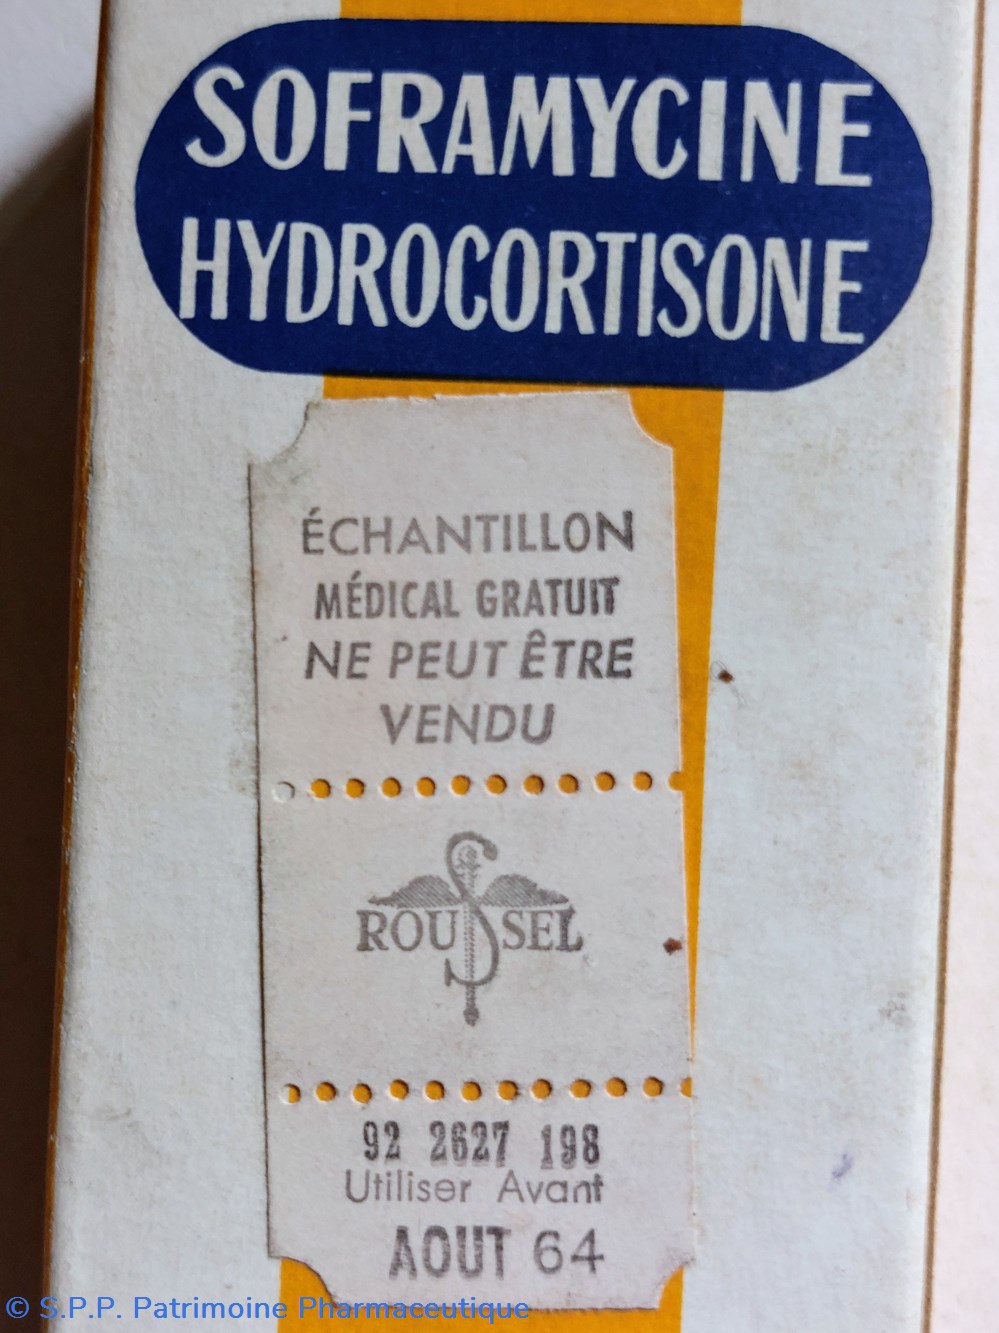 SOFRAMYCINE
HYDROCORTISONE
ÉCHANTILLON
MÉDICAL GRATUIT
NE PEUT ÊTRE
VENDU
ROUSSEL
92 2627 198
Utiliser Avant
AOUT 64
© S.P.P. Patrimoine Pharmaceutique